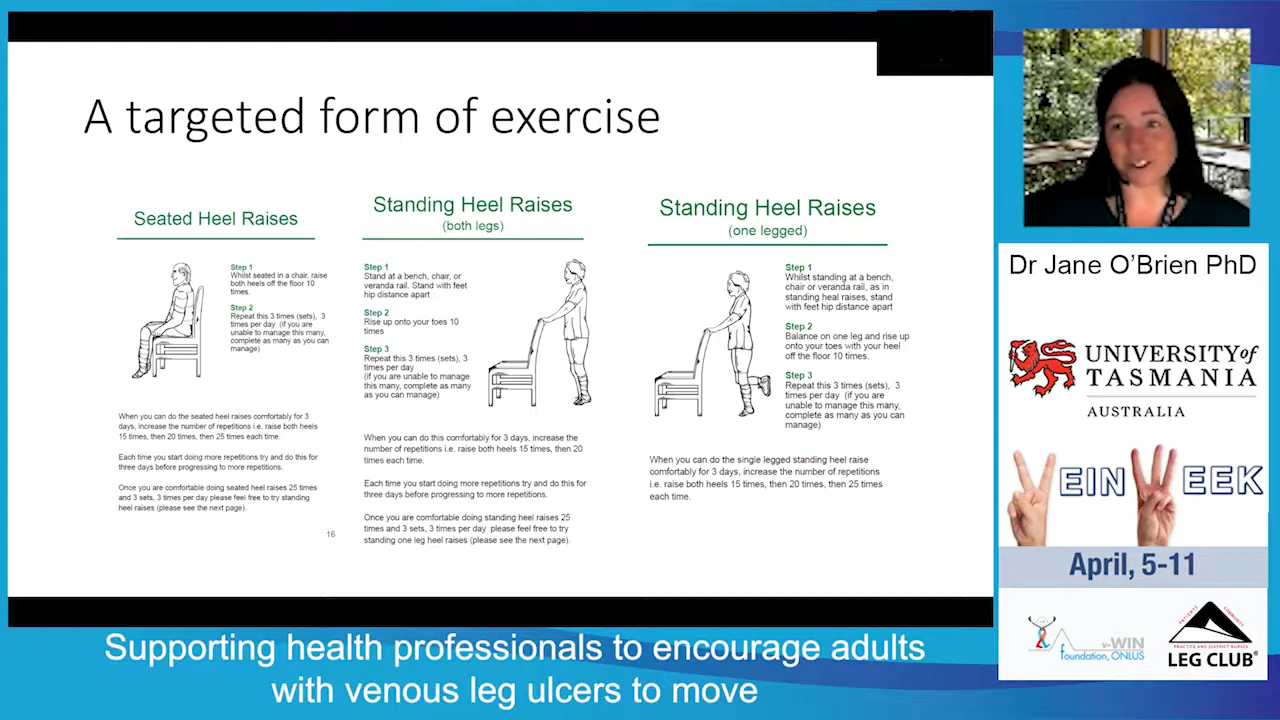 A targeted form of exercise
Seated Heel Raises
Step 1
Whilst seated in a chair, raise
both heels off the floor 10
times.
Step 2
Repeat this 3 times (sets), 3
times per day (if you are
unable to manage this many,
complete as many as you can
manage)
When you can do the seated heel raises comfortably for 3
days, increase the number of repetitions i.e. raise both heels
15 times, then 20 times, then 25 times each time.
Each time you start doing more repetitions try and do this for
three days before progressing to more repetitions.
Once you are comfortable doing seated heel raises 25 times
and 3 sets, 3 times per day please feel free to try standing
heel raises (please see the next page).
16
Standing Heel Raises
(both legs)
Step 1
Stand at a bench, chair, or
veranda rail. Stand with feet
hip distance apart
Step 2
Rise up onto your toes 10
times
Step 3
Repeat this 3 times (sets), 3
times per day
(if you are unable to manage
this many, complete as many
as you can manage)
When you can do this comfortably for 3 days, increase the
number of repetitions i.e. raise both heels 15 times, then 20
times each time.
Each time you start doing more repetitions try and do this for
three days before progressing to more repetitions.
Once you are comfortable doing standing heel raises 25
times and 3 sets, 3 times per day please feel free to try
standing one leg heel raises (please see the next page).
Standing Heel Raises
(one legged)
Step 1
Whilst standing at a bench,
chair or veranda rail, as in
standing heal raises, stand
with feet hip distance apart
Step 2
Balance on one leg and rise up
onto your toes with your heel
off the floor 10 times.
Step 3
Repeat this 3 times (sets), 3
times per day (if you are
unable to manage this many,
complete as many as you can
manage)
When you can do the single legged standing heel raise
comfortably for 3 days, increase the number of repetitions
i.e. raise both heels 15 times, then 20 times, then 25 times
each time.
Dr Jane O'Brien PhD
UNIVERSITY of
TASMANIA
AUSTRALIA
EIN EEK
April, 5-11
v-WIN
foundation, ONLUS
PATIENTS COMMUNITY
PRACTICE AND DISTRICT NURSES
LEG CLUB®
Supporting health professionals to encourage adults
with venous leg ulcers to move